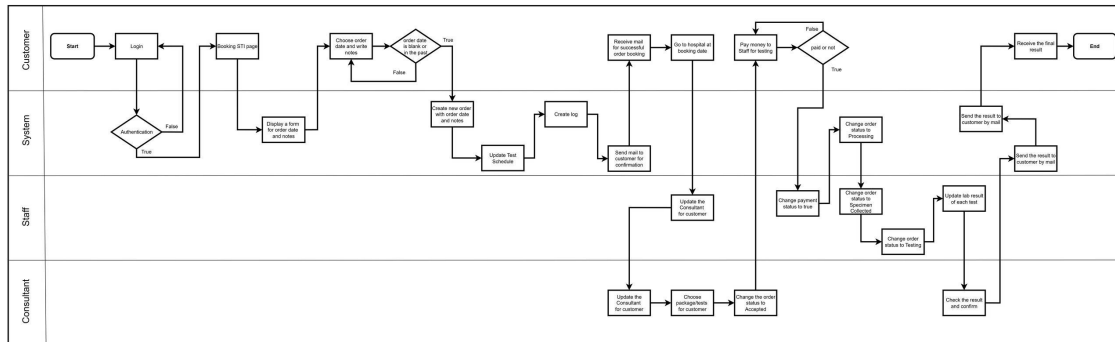 Customer
Start
Login
Booking STI page
Choose order
date and write
notes
order date
is blank or
in the past
True
False
Receive mail
for successful
order booking
Go to hospital at
booking date
Pay money to
Staff for testing
False
paid or not
True
Receive the final
result
End
System
Authentication
False
True
Display a form
for order date
and notes
Create new order
with order date
and notes
Update Test
Schedule
Create log
Send mail to
customer for
confirmation
Change order
status to
Processing
Send the result to
customer by mail
Send the result to
customer by mail
Staff
Update the
Consultant
for customer
Change payment
status to true
Change order
status to
Specimen
Collected
Change order
status to Testing
Update lab result
of each test
Consultant
Update the
Consultant
for customer
Choose
package/tests
for customer
Change the order
status to
Accepted
Check the result
and confirm